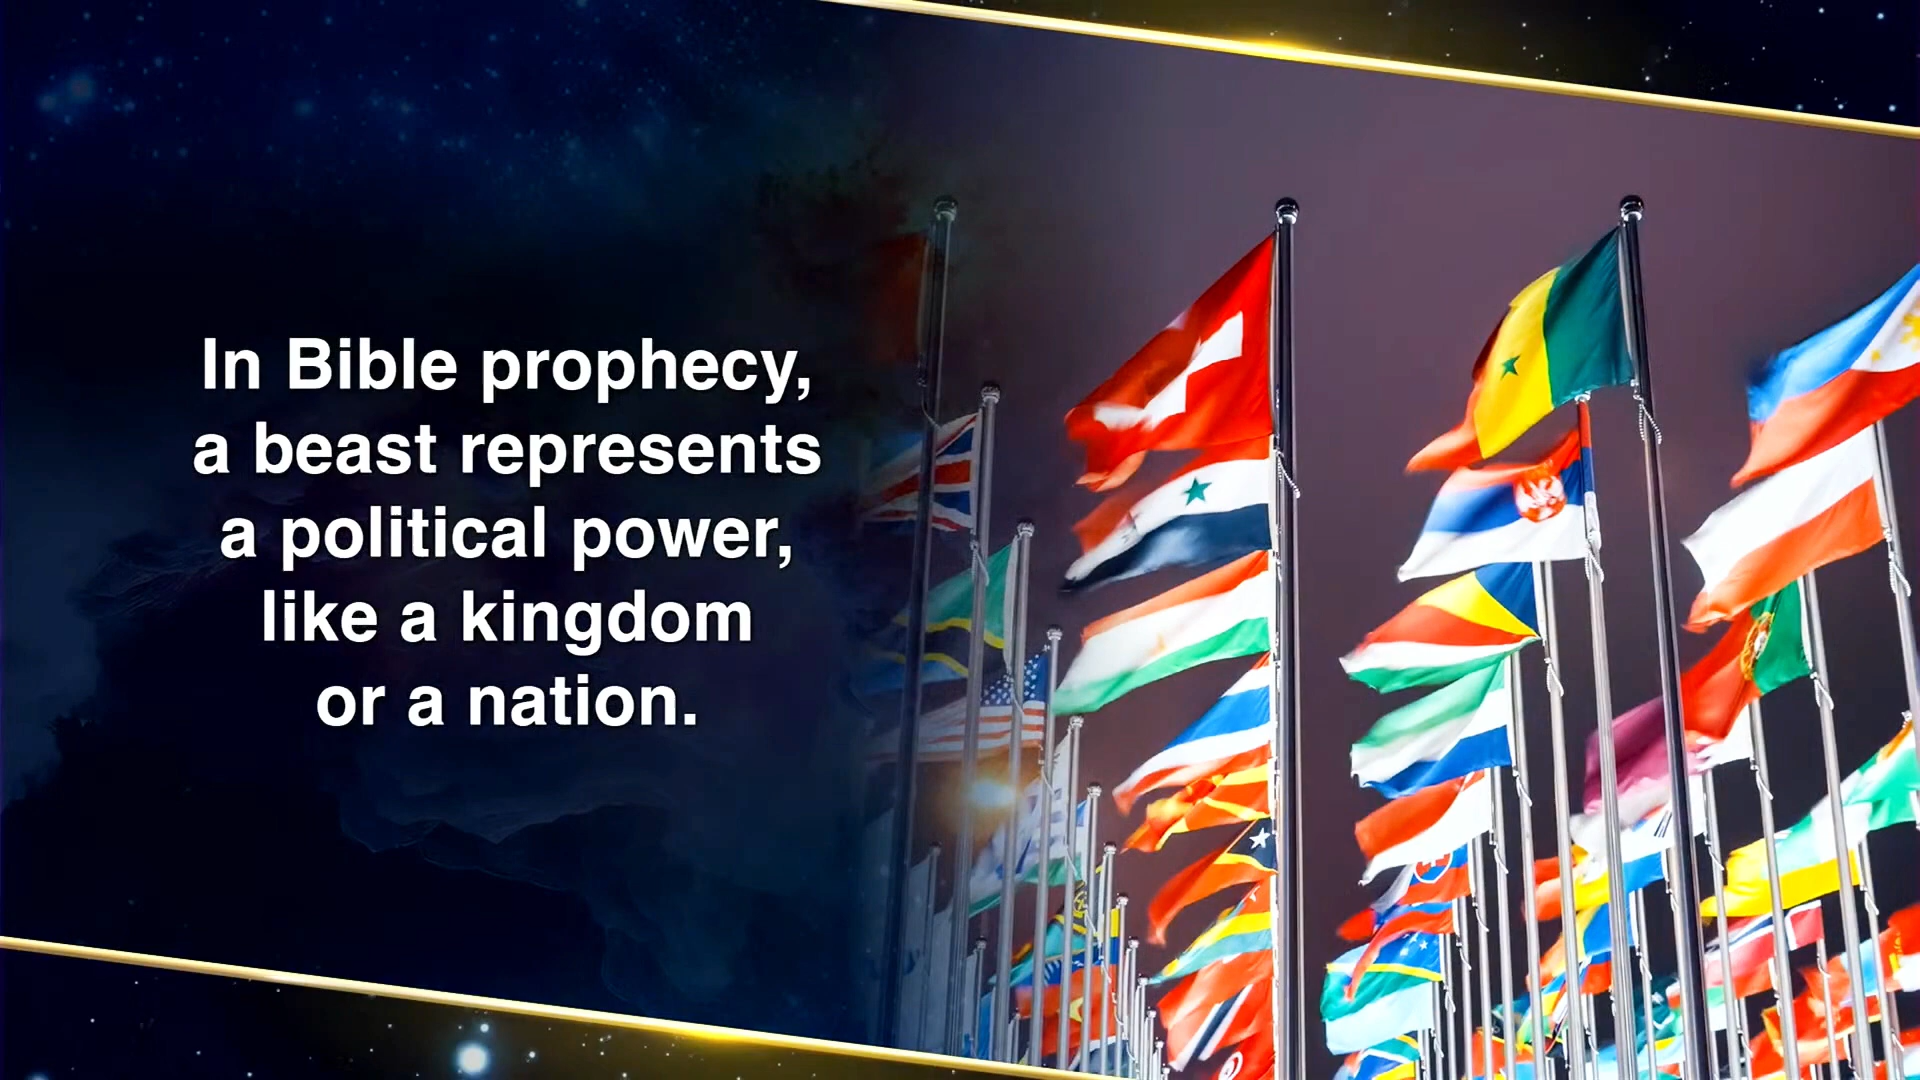 In Bible prophecy,
a beast represents
a political power,
like a kingdom
or a nation.